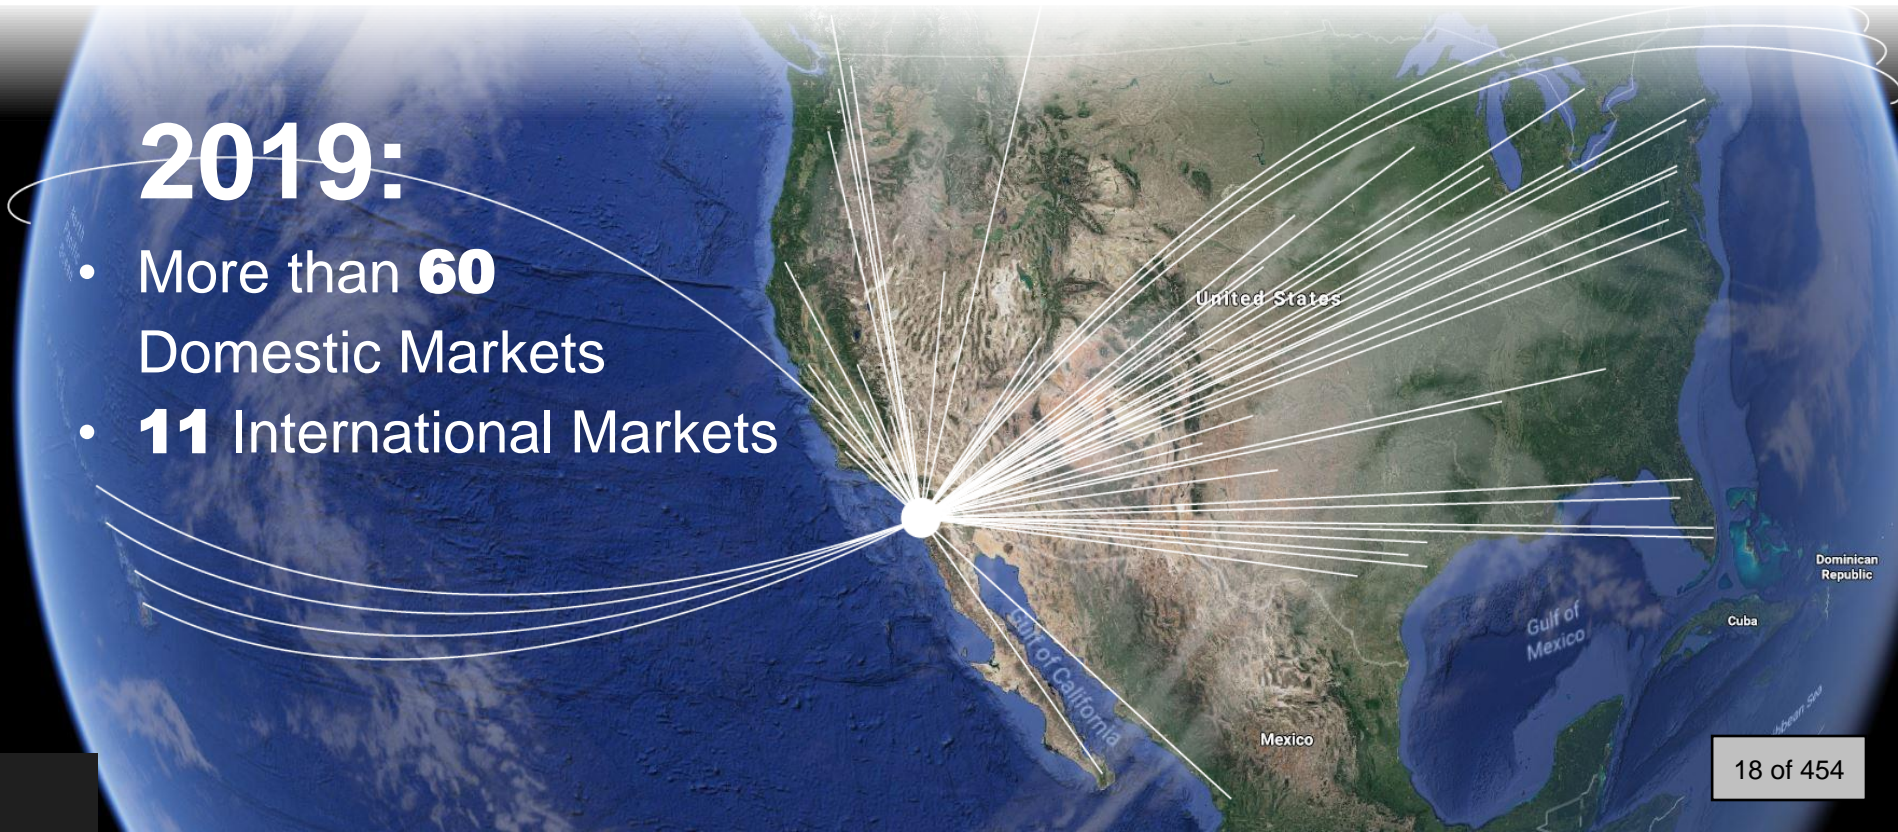 2019:
• More than 60
Domestic Markets
• 11 International Markets
United States
Gulf of
California
Gulf of
Mexico
Mexico
Cuba
Dominican
Republic
18 of 454